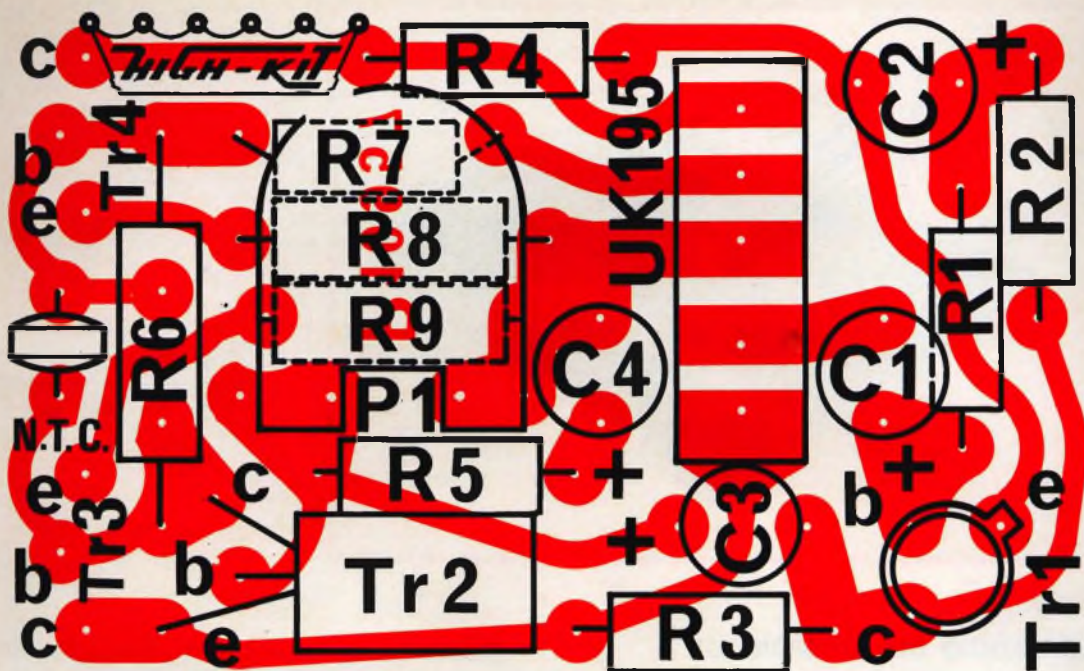 c
HIGH-KIT
R4
C2
+
b
Tr4
R7
UK195
R2
e
R8
R1
R6
R9
C4
C1
P1
N.T.C.
e
c
R5
+
b
+
e
Tr3
+
C3
b
b
Tr2
Tr1
c
e
R3
c